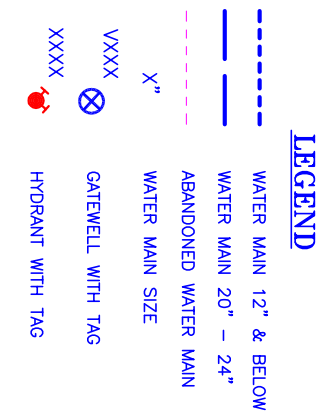 LEGEND
WATER MAIN 12" & BELOW
WATER MAIN 20" - 24"
ABANDONED WATER MAIN
X" WATER MAIN SIZE
VXXX GATEWELL WITH TAG
XXXX HYDRANT WITH TAG